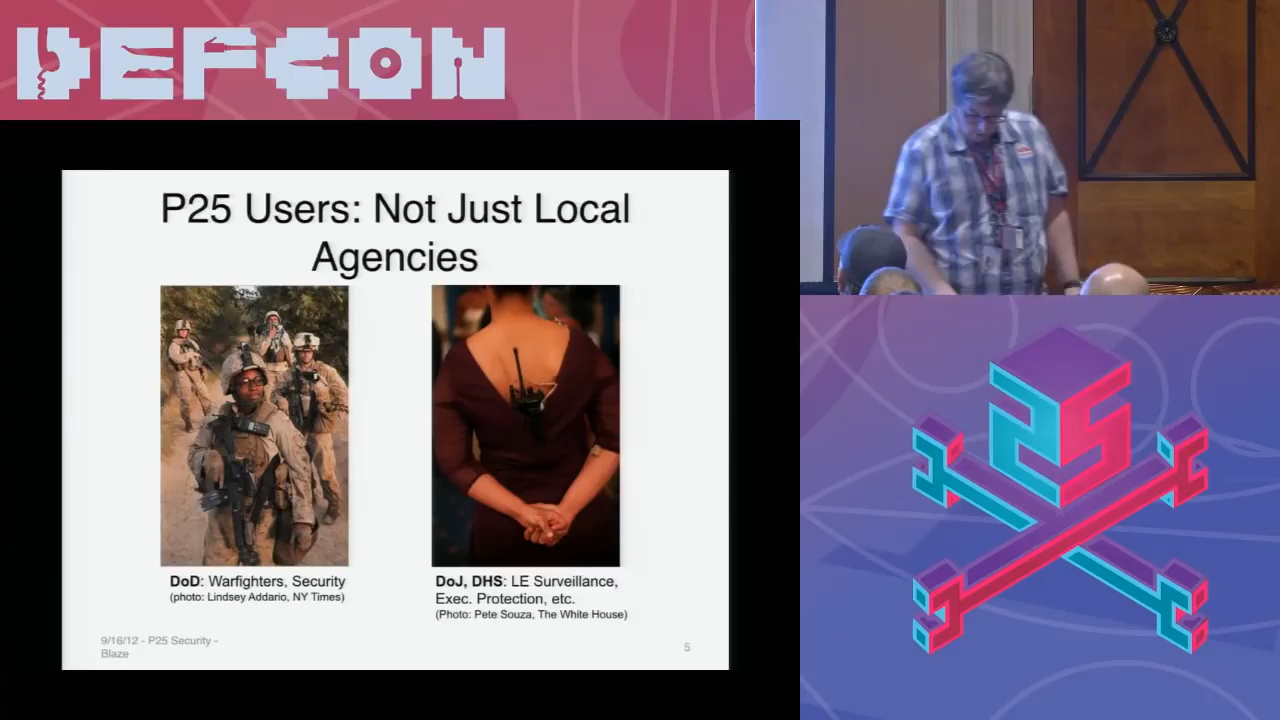 DEFCON
P25 Users: Not Just Local
Agencies
DoD: Warfighters, Security
(photo: Lindsey Addario, NY Times)
DoJ, DHS: LE Surveillance,
Exec. Protection, etc.
(Photo: Pete Souza, The White House)
9/16/12 - P25 Security -
Blaze
5
25